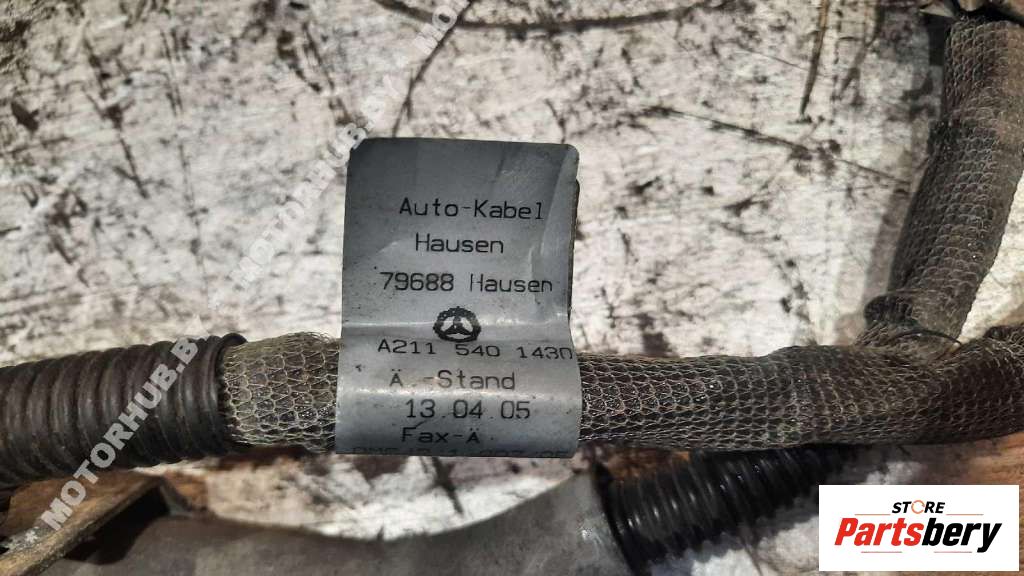 Auto-Kabel
Hausen
79688 Hausen
A211 540 1430
Ä.-Stand
13.04.05
Fax-Ä
MOTORHUB.BY
STORE
Partsbery